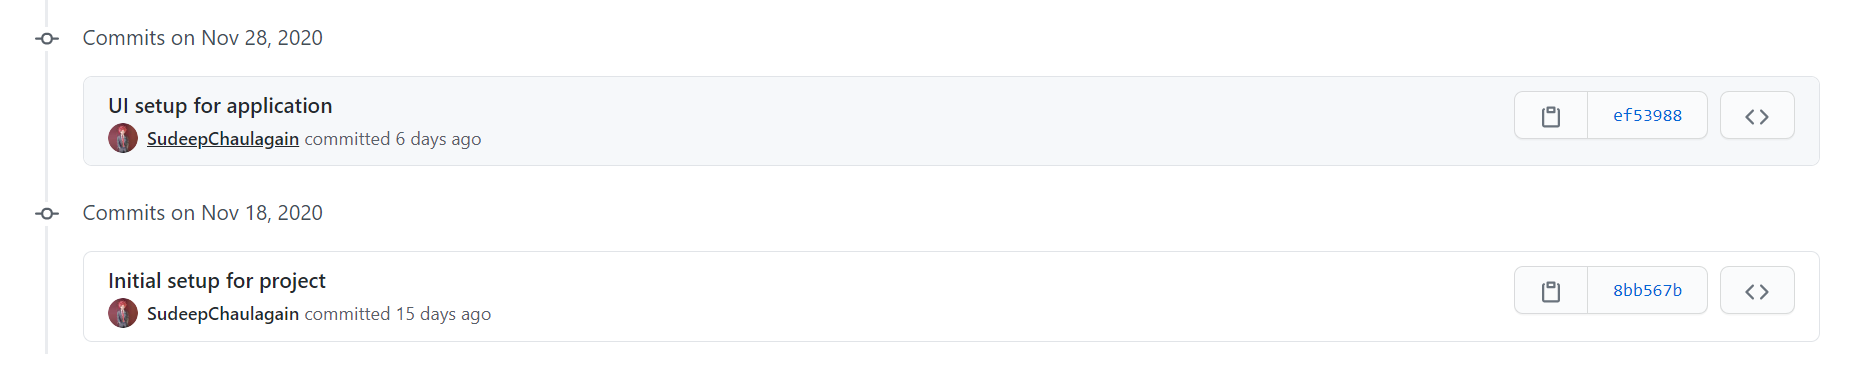 Commits on Nov 28, 2020
UI setup for application
ef53988
SudeepChaulagain committed 6 days ago
Commits on Nov 18, 2020
Initial setup for project
8bb567b
SudeepChaulagain committed 15 days ago